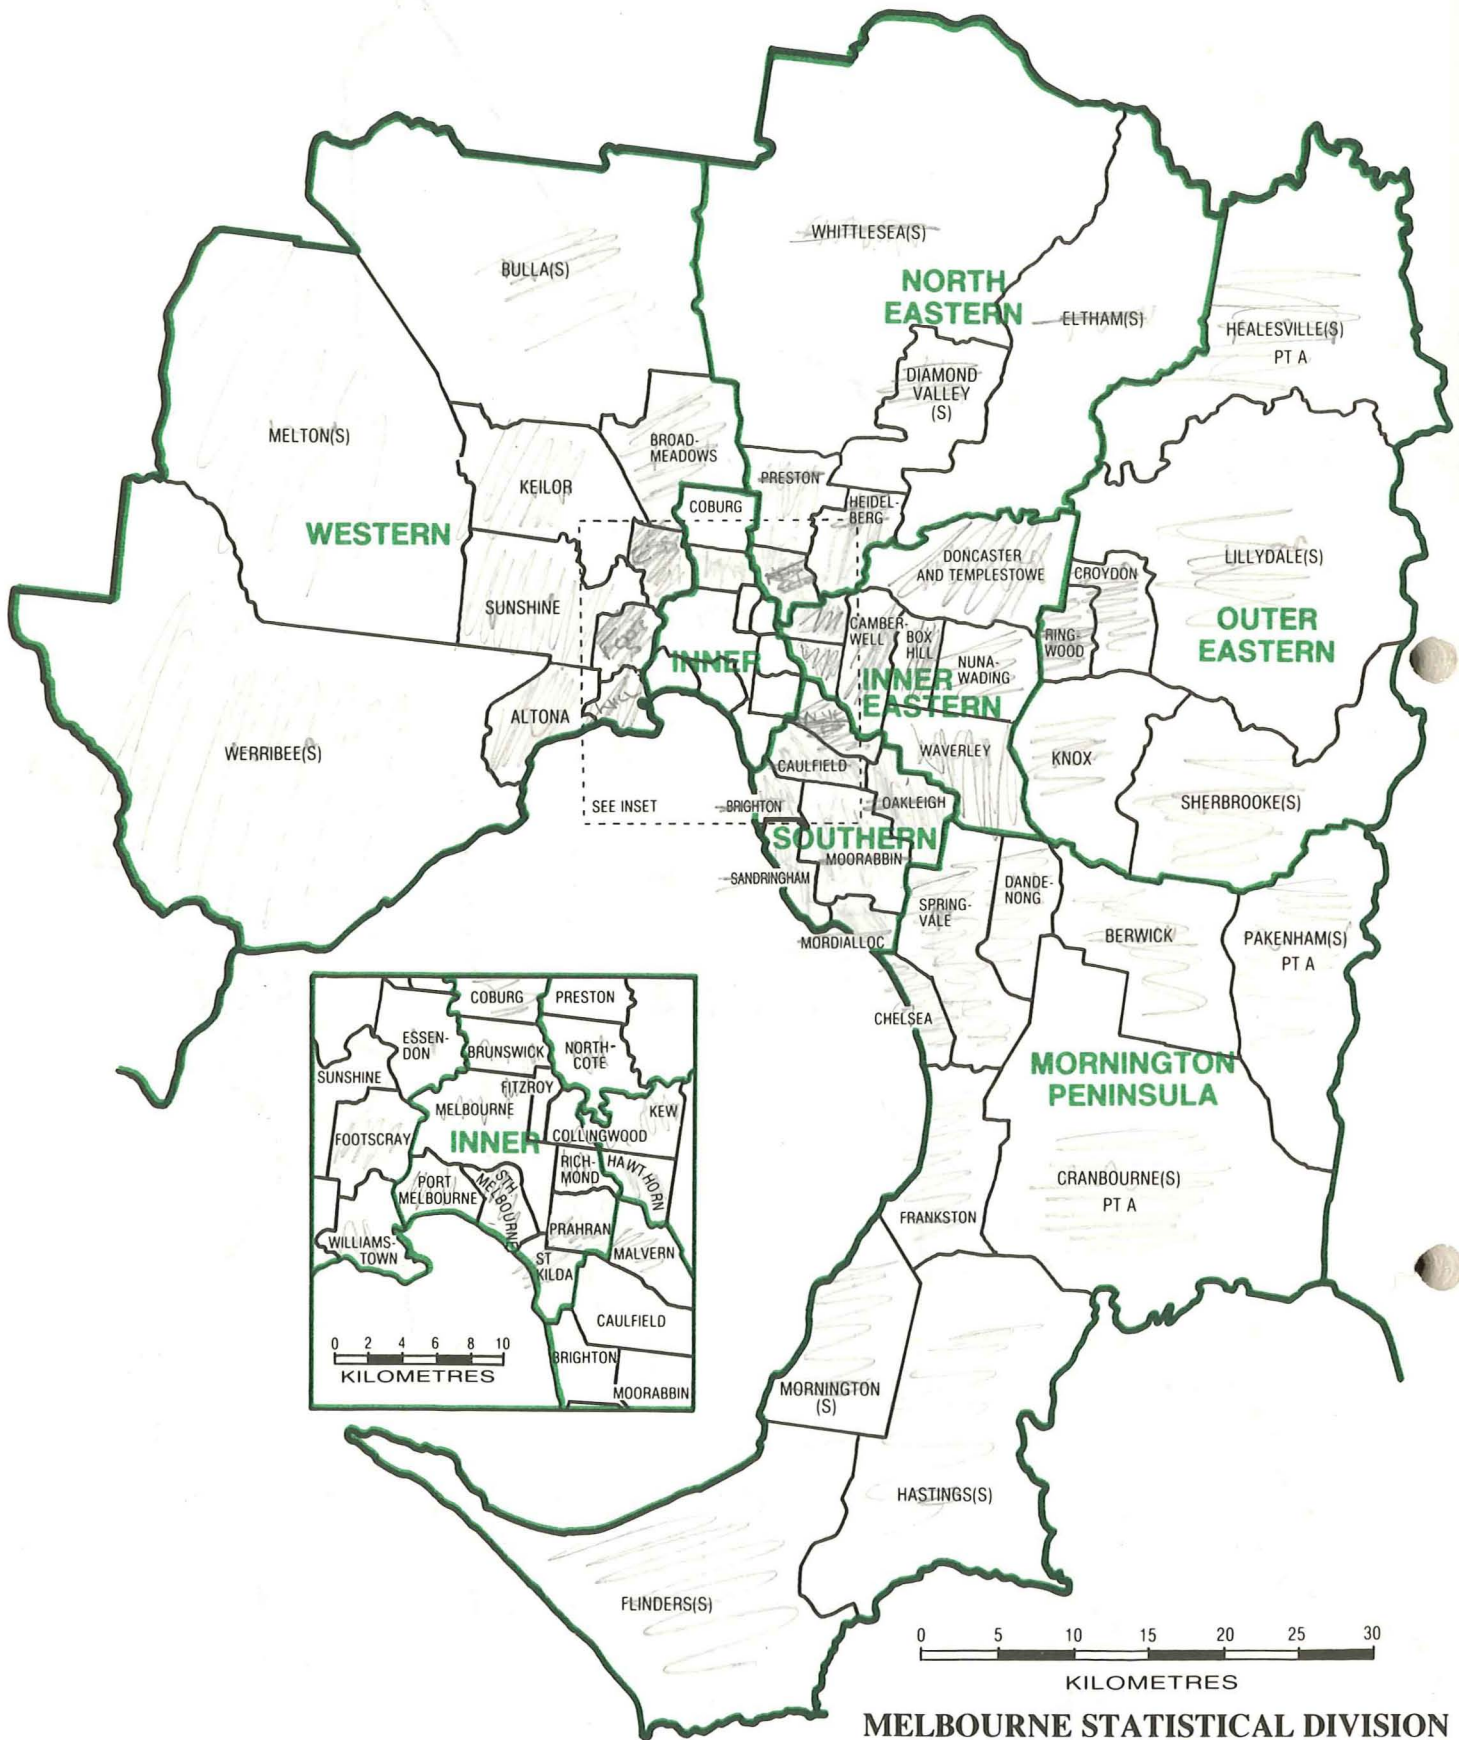 WHITTLESEA(S)
BULLA(S)
NORTH
EASTERN
ELTHAM(S)
HEALESVILLE(S)
PT A
DIAMOND
VALLEY
(S)
MELTON(S)
BROAD-
MEADOWS
KEILOR
PRESTON
COBURG
HEIDEL-
BERG
WESTERN
DONCASTER
AND TEMPLESTOWE
CROYDON
LILLYDALE(S)
SUNSHINE
CAMBER-
WELL
BOX
HILL
RING-
WOOD
OUTER
EASTERN
INNER
NUNA-
WADING
INNER
EASTERN
ALTONA
WERRIBEE(S)
WAVERLEY
KNOX
CAULFIELD
SEE INSET
BRIGHTON
OAKLEIGH
SHERBROOKE(S)
SOUTHERN
MOORABBIN
SANDRINGHAM
DANDE-
NONG
SPRING-
VALE
MORDIALLOC
BERWICK
PAKENHAM(S)
PT A
CHELSEA
MORNINGTON
PENINSULA
CRANBOURNE(S)
PT A
FRANKSTON
MORNINGTON
(S)
HASTINGS(S)
FLINDERS(S)
COBURG
PRESTON
ESSEN-
DON
BRUNSWICK
NORTH-
COTE
SUNSHINE
FITZROY
MELBOURNE
KEW
FOOTSCRAY
INNER
COLLINGWOOD
RICH-
MOND
HAWTHORN
PORT
MELBOURNE
STH
MELBOURNE
PRAHRAN
WILLIAMS-
TOWN
ST
KILDA
MALVERN
CAULFIELD
BRIGHTON
MOORABBIN
0 2 4 6 8 10
KILOMETRES
0 5 10 15 20 25 30
KILOMETRES
MELBOURNE STATISTICAL DIVISION